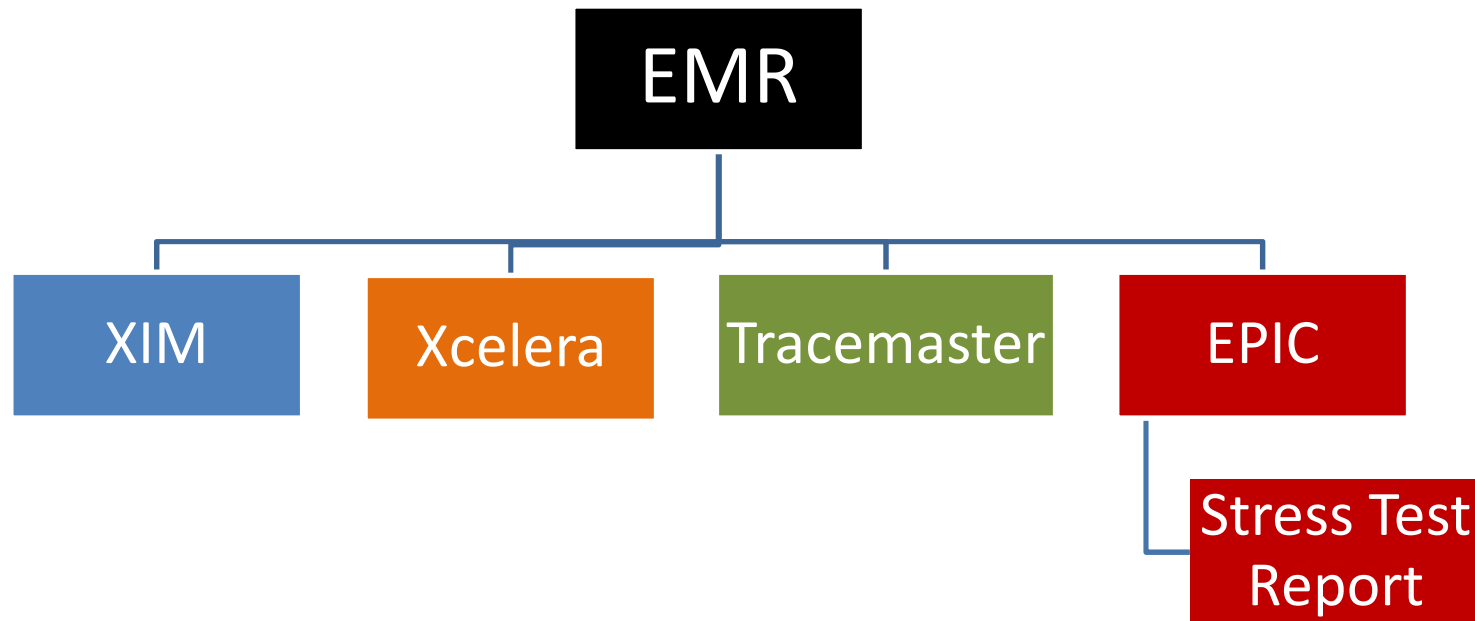 EMR
XIM
Xcelera
Tracemaster
EPIC
Stress Test
Report